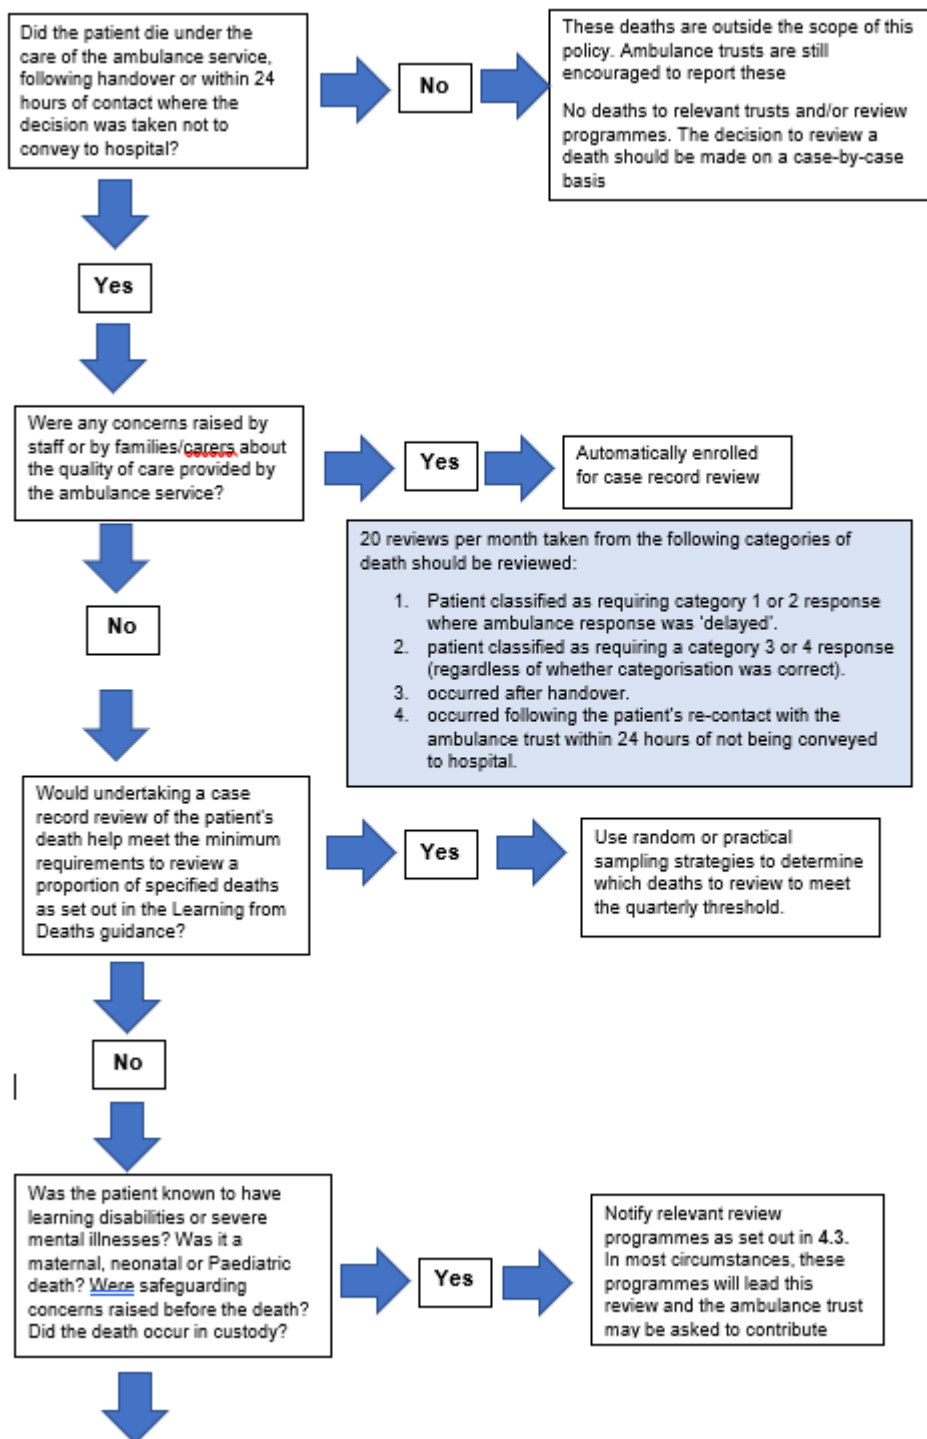 Did the patient die under the
care of the ambulance service,
following handover or within 24
hours of contact where the
decision was taken not to
convey to hospital?
No
These deaths are outside the scope of this
policy. Ambulance trusts are still
encouraged to report these
No deaths to relevant trusts and/or review
programmes. The decision to review a
death should be made on a case-by-case
basis
Yes
Were any concerns raised by
staff or by families/carers about
the quality of care provided by
the ambulance service?
Yes
Automatically enrolled
for case record review
20 reviews per month taken from the following categories of
death should be reviewed:
1. Patient classified as requiring category 1 or 2 response
where ambulance response was 'delayed'.
2. patient classified as requiring a category 3 or 4 response
(regardless of whether categorisation was correct).
3. occurred after handover.
4. occurred following the patient's re-contact with the
ambulance trust within 24 hours of not being conveyed
to hospital.
No
Would undertaking a case
record review of the patient's
death help meet the minimum
requirements to review a
proportion of specified deaths
as set out in the Learning from
Deaths guidance?
Yes
Use random or practical
sampling strategies to determine
which deaths to review to meet
the quarterly threshold.
No
Was the patient known to have
learning disabilities or severe
mental illnesses? Was it a
maternal, neonatal or Paediatric
death? Were safeguarding
concerns raised before the death?
Did the death occur in custody?
Yes
Notify relevant review
programmes as set out in 4.3.
In most circumstances, these
programmes will lead this
review and the ambulance trust
may be asked to contribute